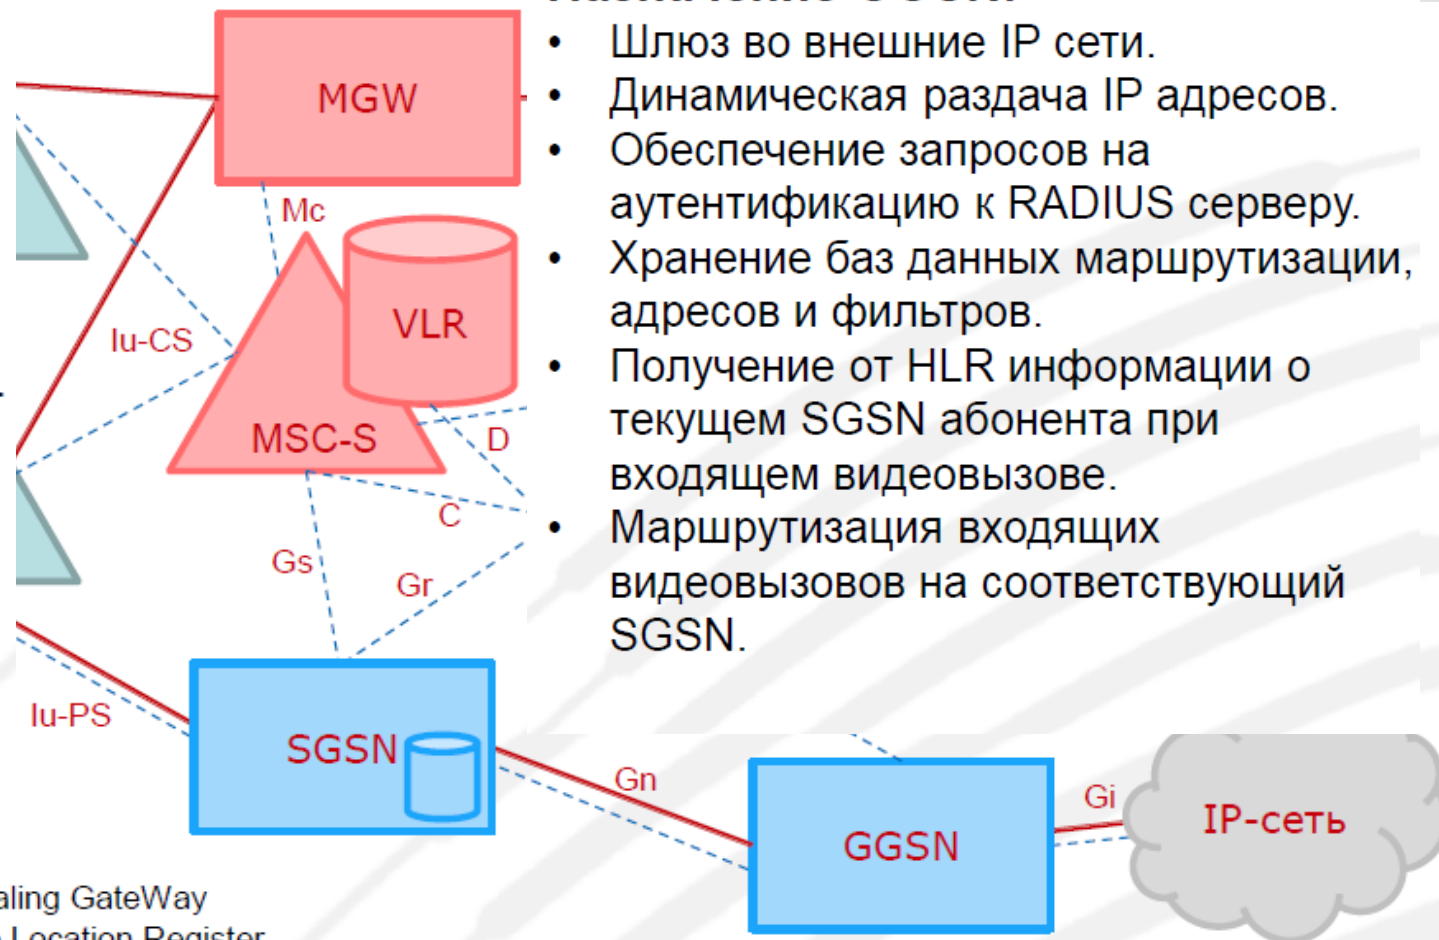 • Шлюз во внешние IP сети.
• Динамическая раздача IP адресов.
• Обеспечение запросов на
аутентификацию к RADIUS серверу.
• Хранение баз данных маршрутизации,
адресов и фильтров.
• Получение от HLR информации о
текущем SGSN абонента при
входящем видеовызове.
• Маршрутизация входящих
видеовызовов на соответствующий
SGSN.
MGW
Mc
VLR
Iu-CS
MSC-S
D
C
Gs
Gr
Iu-PS
SGSN
Gn
GGSN
Gi
IP-сеть
aling GateWay
Location Register